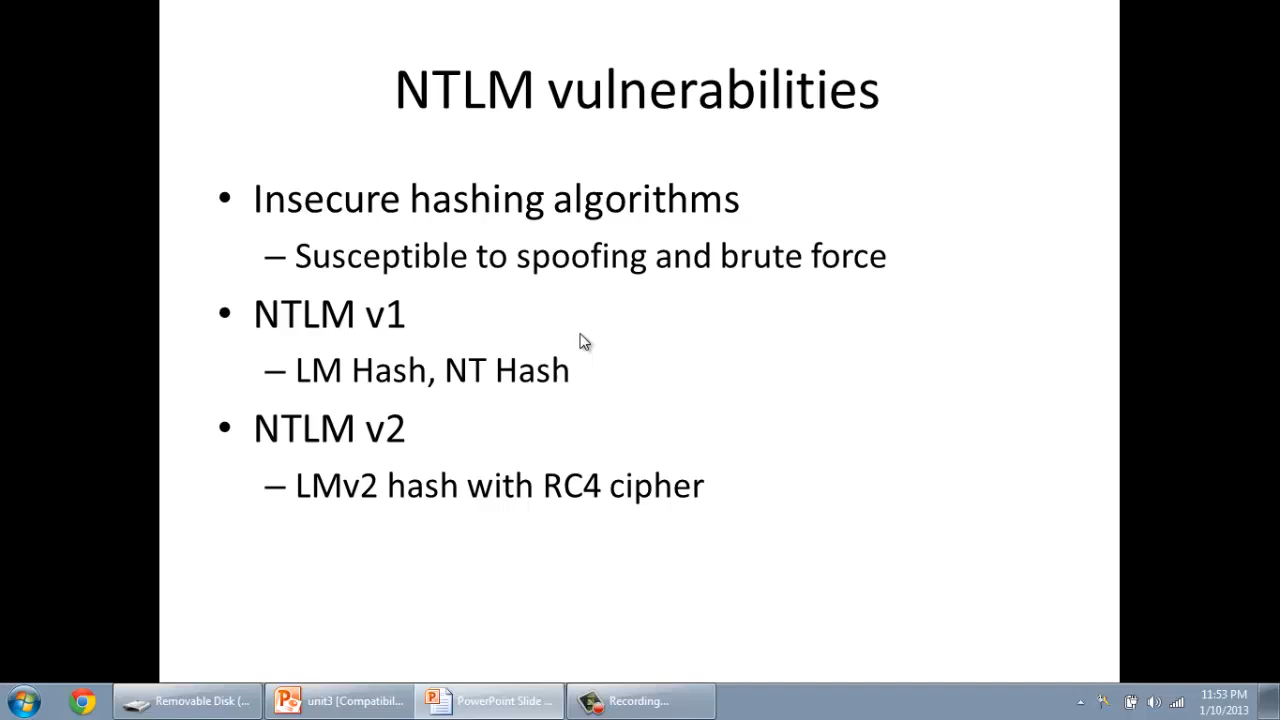 NTLM vulnerabilities
• Insecure hashing algorithms
– Susceptible to spoofing and brute force
• NTLM v1
– LM Hash, NT Hash
• NTLM v2
– LMv2 hash with RC4 cipher
Removable Disk (... unit3 [Compatibil... PowerPoint Slide ... Recording... 11:53 PM
1/10/2013